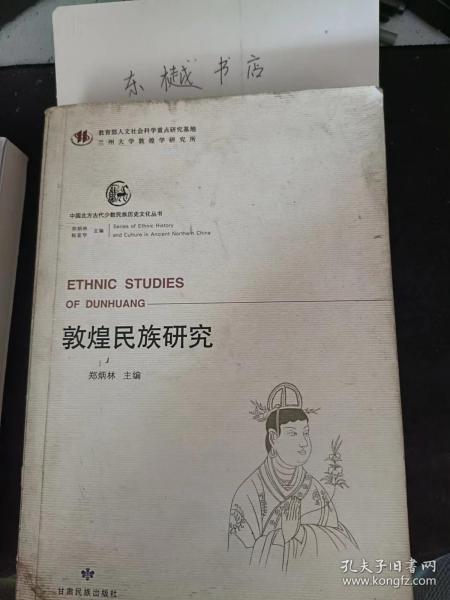 东樾书店
教育部人文社会科学重点研究基地
兰州大学敦煌学研究所
中国北方古代少数民族历史文化丛书
郑炳林
杨富学
主编
Series of Ethnic History
and Culture in Ancient Northern China
ETHNIC STUDIES
OF DUNHUANG
敦煌民族研究
郑炳林 主编
甘肃民族出版社
孔夫子旧书网
www.kongfz.com